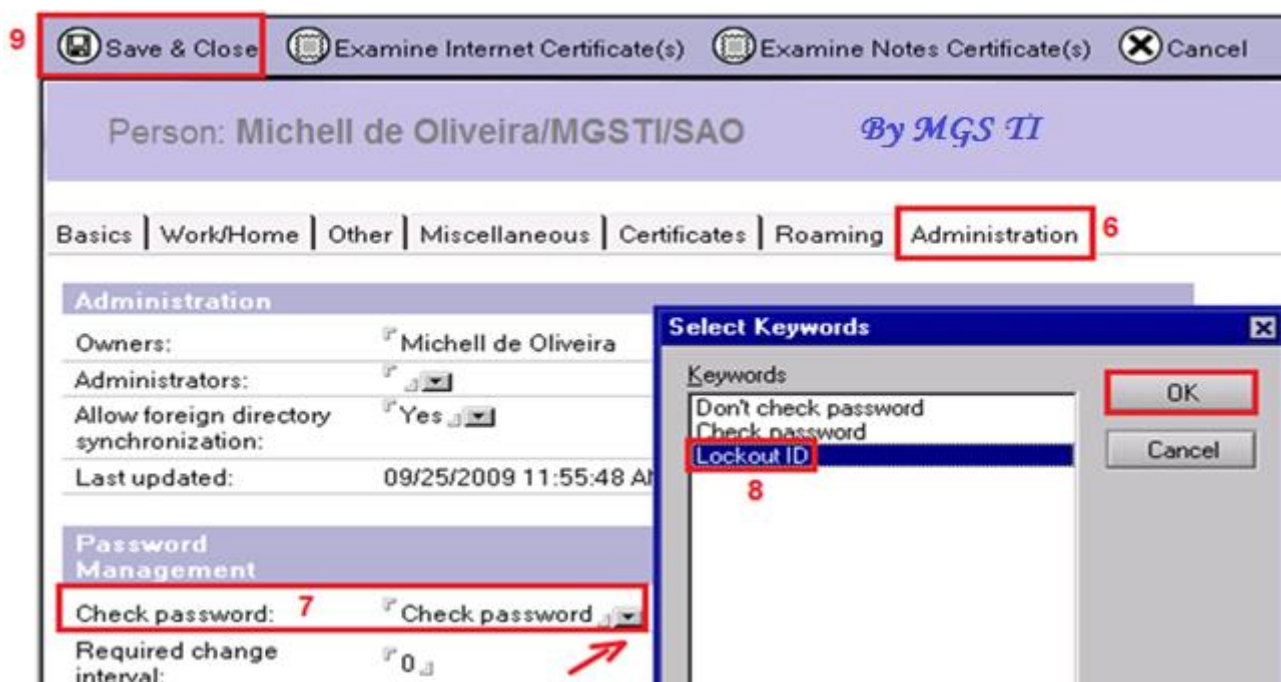 9
Save & Close Examine Internet Certificate(s) Examine Notes Certificate(s) Cancel
Person: Michell de Oliveira/MGSTI/SAO By MGS TI
Basics | Work/Home | Other | Miscellaneous | Certificates | Roaming Administration 6
Administration
Owners: Michell de Oliveira
Administrators:
Allow foreign directory Yes
synchronization:
Last updated: 09/25/2009 11:55:48 AM
Select Keywords
Keywords
Don't check password
Check password
Lockout ID
8
OK
Cancel
Password
Management
Check password: 7 Check password
Required change 0
interval: